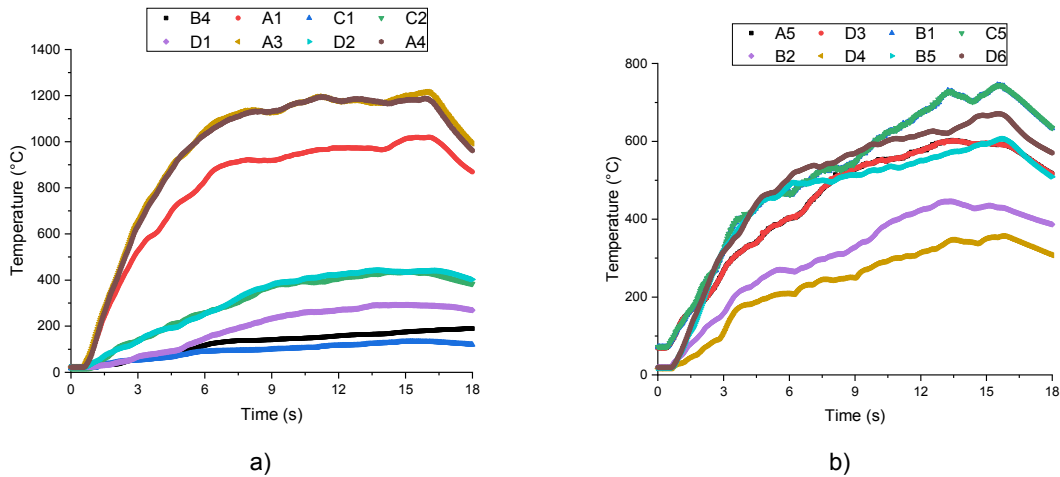 B4 A1 C1 C2
D1 A3 D2 A4
1400
1200
1000
800
600
400
200
0
Temperature (°C)
0 3 6 9 12 15 18
Time (s)
a)
A5 D3 B1 C5
B2 D4 B5 D6
800
600
400
200
0
Temperature (°C)
0 3 6 9 12 15 18
Time (s)
b)